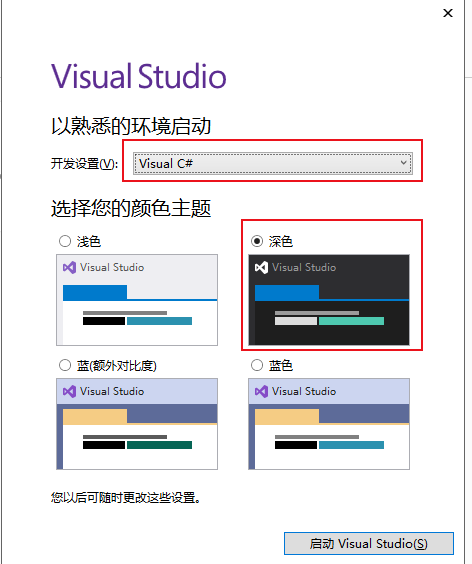 Visual Studio
以熟悉的环境启动
开发设置(V): Visual C#
选择您的颜色主题
浅色 深色
Visual Studio Visual Studio
蓝(额外对比度) 蓝色
Visual Studio Visual Studio
您以后可随时更改这些设置。
启动 Visual Studio(S)